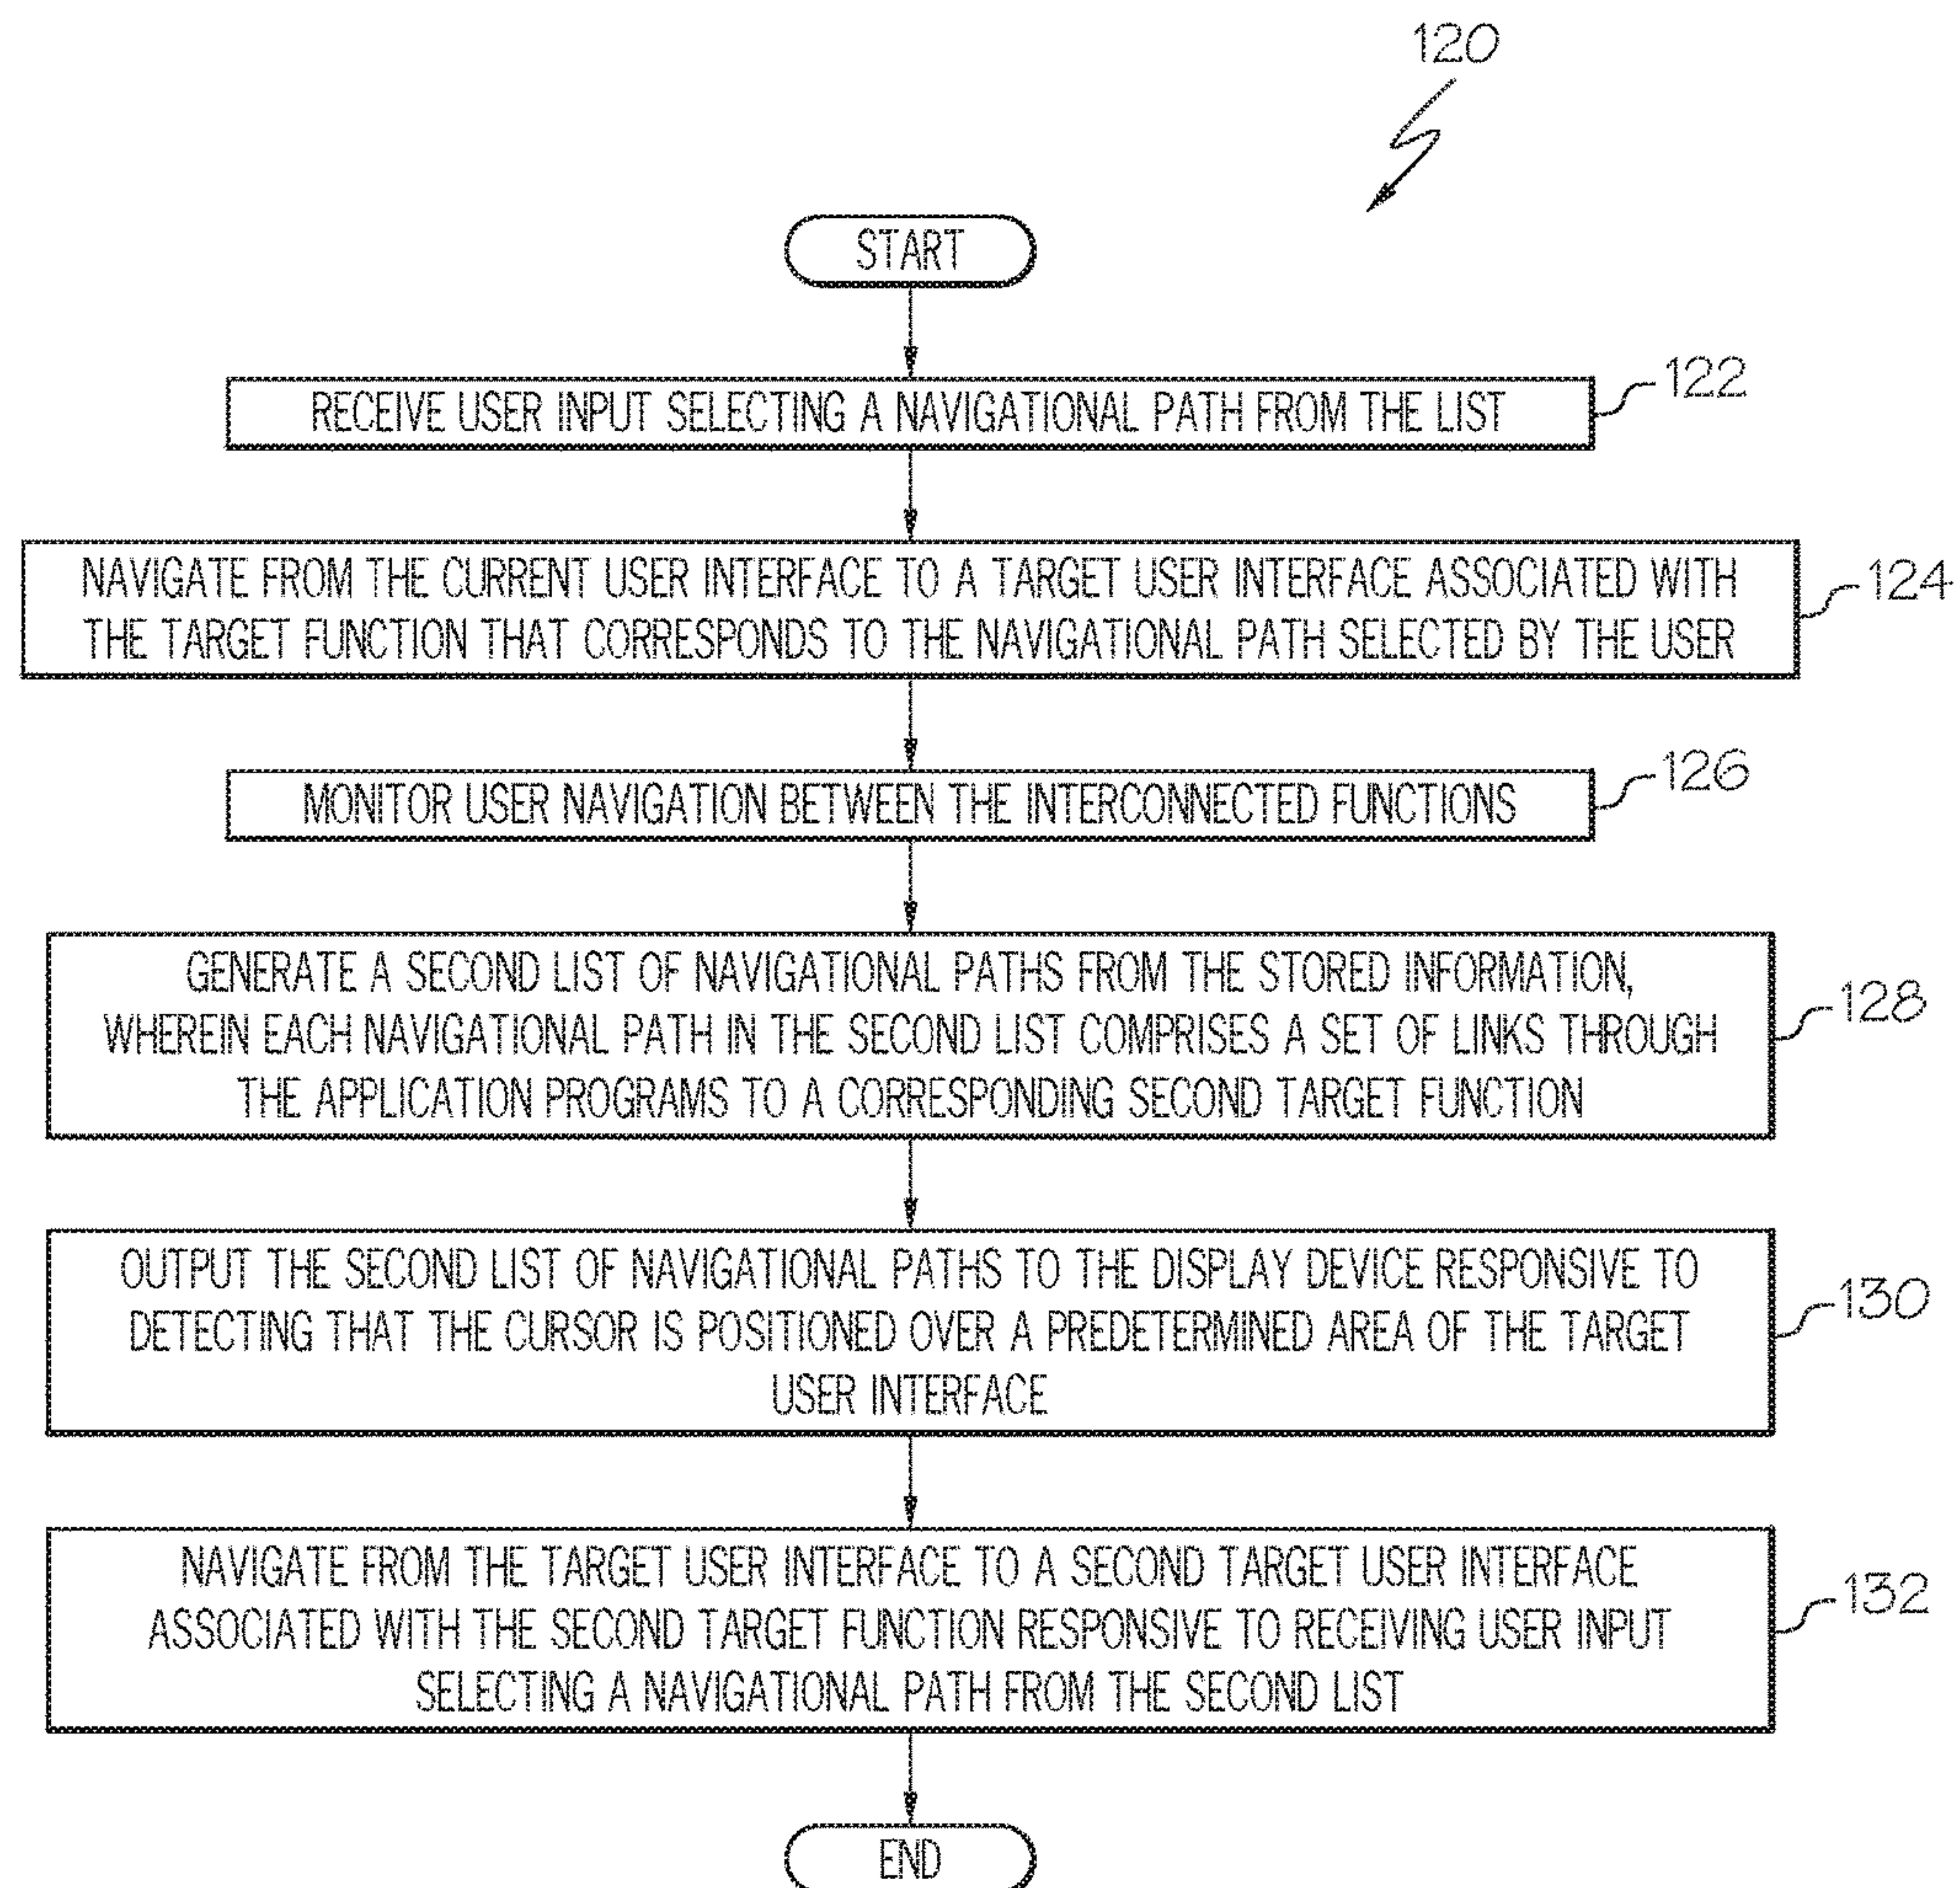 120
START
RECEIVE USER INPUT SELECTING A NAVIGATIONAL PATH FROM THE LIST
122
NAVIGATE FROM THE CURRENT USER INTERFACE TO A TARGET USER INTERFACE ASSOCIATED WITH
THE TARGET FUNCTION THAT CORRESPONDS TO THE NAVIGATIONAL PATH SELECTED BY THE USER
124
MONITOR USER NAVIGATION BETWEEN THE INTERCONNECTED FUNCTIONS
126
GENERATE A SECOND LIST OF NAVIGATIONAL PATHS FROM THE STORED INFORMATION,
WHEREIN EACH NAVIGATIONAL PATH IN THE SECOND LIST COMPRISES A SET OF LINKS THROUGH
THE APPLICATION PROGRAMS TO A CORRESPONDING SECOND TARGET FUNCTION
128
OUTPUT THE SECOND LIST OF NAVIGATIONAL PATHS TO THE DISPLAY DEVICE RESPONSIVE TO
DETECTING THAT THE CURSOR IS POSITIONED OVER A PREDETERMINED AREA OF THE TARGET
USER INTERFACE
130
NAVIGATE FROM THE TARGET USER INTERFACE TO A SECOND TARGET USER INTERFACE
ASSOCIATED WITH THE SECOND TARGET FUNCTION RESPONSIVE TO RECEIVING USER INPUT
SELECTING A NAVIGATIONAL PATH FROM THE SECOND LIST
132
END